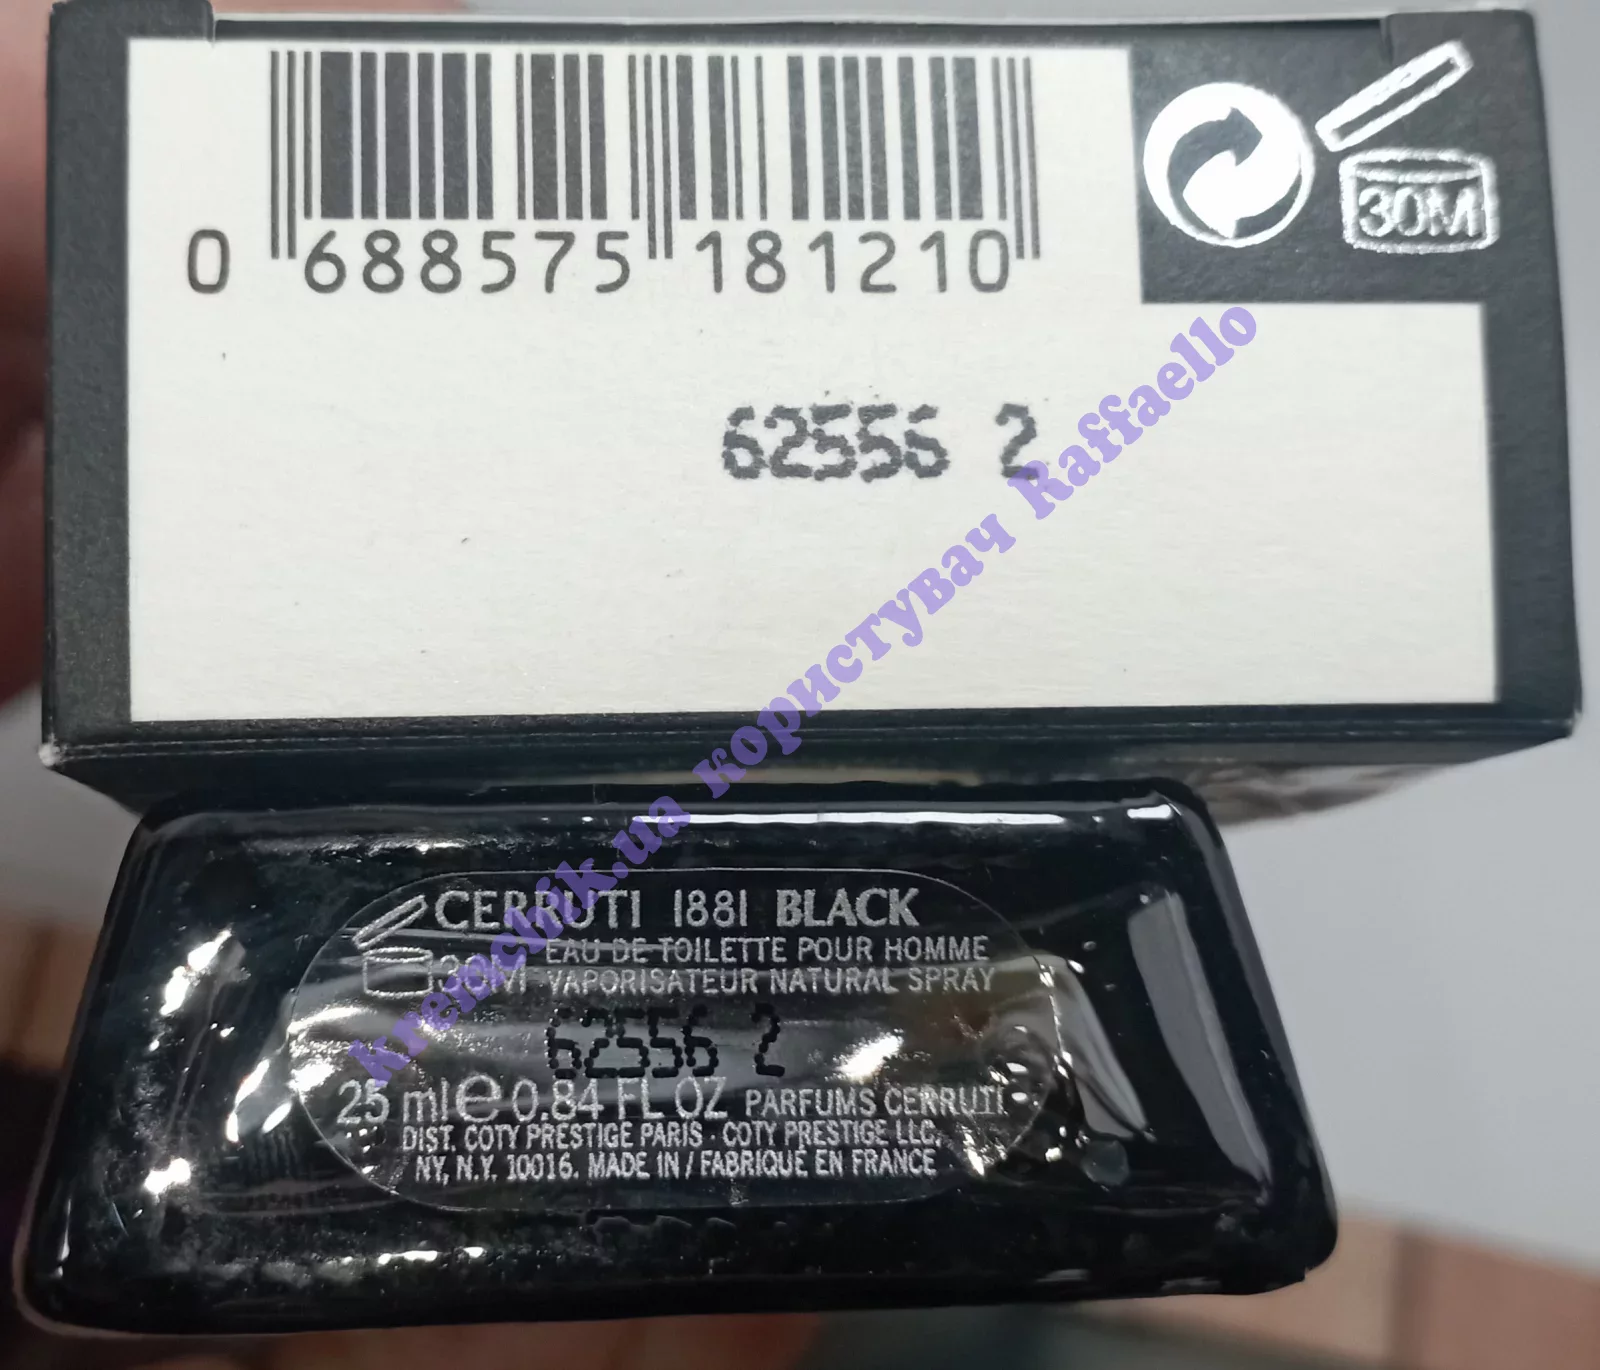 0 688575 181210
30M
62556 2
kremchik.ua користувач Raffaello
CERRUTI 1881 BLACK
EAU DE TOILETTE POUR HOMME
30M VAPORISATEUR NATURAL SPRAY
62556 2
25 ml e 0.84 FL OZ PARFUMS CERRUTI
DIST. COTY PRESTIGE PARIS · COTY PRESTIGE LLC,
NY, N.Y. 10016. MADE IN / FABRIQUÉ EN FRANCE